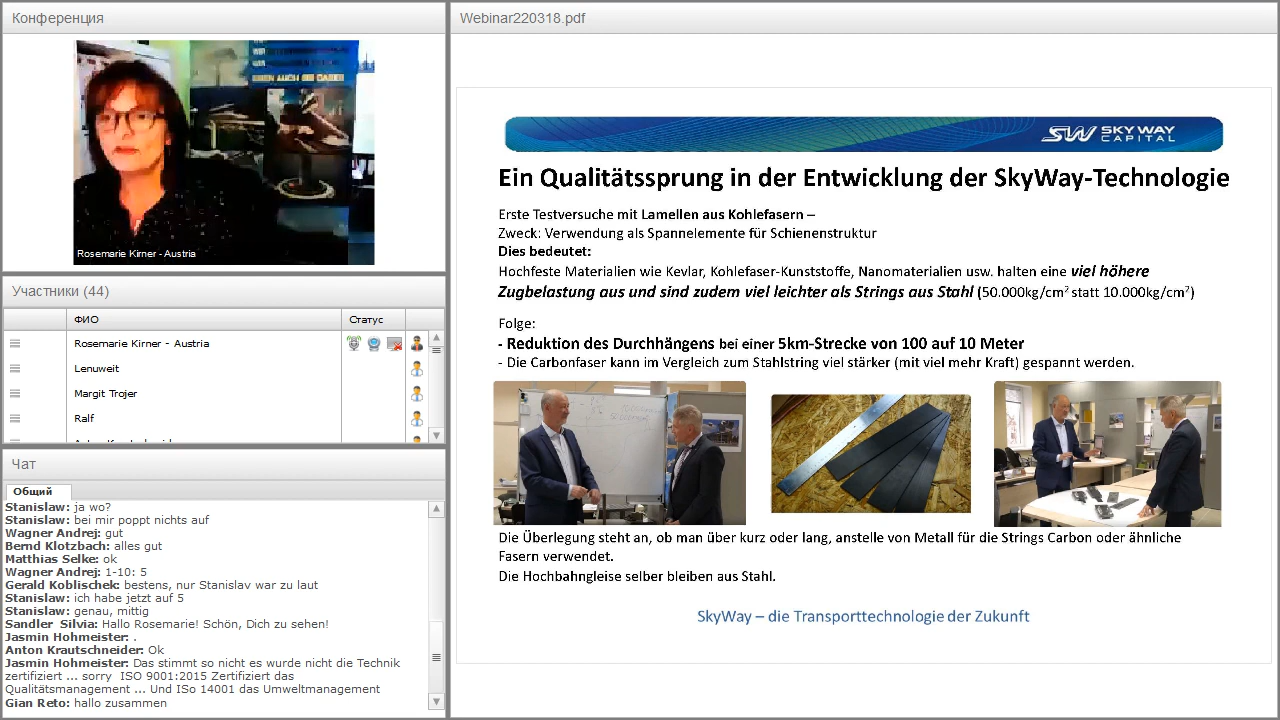 Конференция
Rosemarie Kirner - Austria
Участники (44)
ФИО
Статус
Rosemarie Kirner - Austria
Lenuweit
Margit Trojer
Ralf
Чат
Общий
Stanislaw: ja wo?
Stanislaw: bei mir poppt nichts auf
Wagner Andrej: gut
Bernd Klotzbach: alles gut
Matthias Selke: ok
Wagner Andrej: 1-10: 5
Gerald Koblischek: bestens, nur Stanislav war zu laut
Stanislaw: ich habe jetzt auf 5
Stanislaw: genau, mittig
Sandler Silvia: Hallo Rosemarie! Schön, Dich zu sehen!
Jasmin Hohmeister: .
Anton Krautschneider: Ok
Jasmin Hohmeister: Das stimmt so nicht es wurde nicht die Technik
zertifiziert ... sorry ISO 9001:2015 Zertifiziert das
Qualitätsmanagement ... Und ISo 14001 das Umweltmanagement
Gian Reto: hallo zusammen
Webinar220318.pdf
SW SKY WAY
CAPITAL
Ein Qualitätssprung in der Entwicklung der SkyWay-Technologie
Erste Testversuche mit Lamellen aus Kohlefasern –
Zweck: Verwendung als Spannelemente für Schienenstruktur
Dies bedeutet:
Hochfeste Materialien wie Kevlar, Kohlefaser-Kunststoffe, Nanomaterialien usw. halten eine viel höhere
Zugbelastung aus und sind zudem viel leichter als Strings aus Stahl (50.000kg/cm² statt 10.000kg/cm²)
Folge:
- Reduktion des Durchhängens bei einer 5km-Strecke von 100 auf 10 Meter
- Die Carbonfaser kann im Vergleich zum Stahlstring viel stärker (mit viel mehr Kraft) gespannt werden.
Die Überlegung steht an, ob man über kurz oder lang, anstelle von Metall für die Strings Carbon oder ähnliche
Fasern verwendet.
Die Hochbahngleise selber bleiben aus Stahl.
SkyWay – die Transporttechnologie der Zukunft